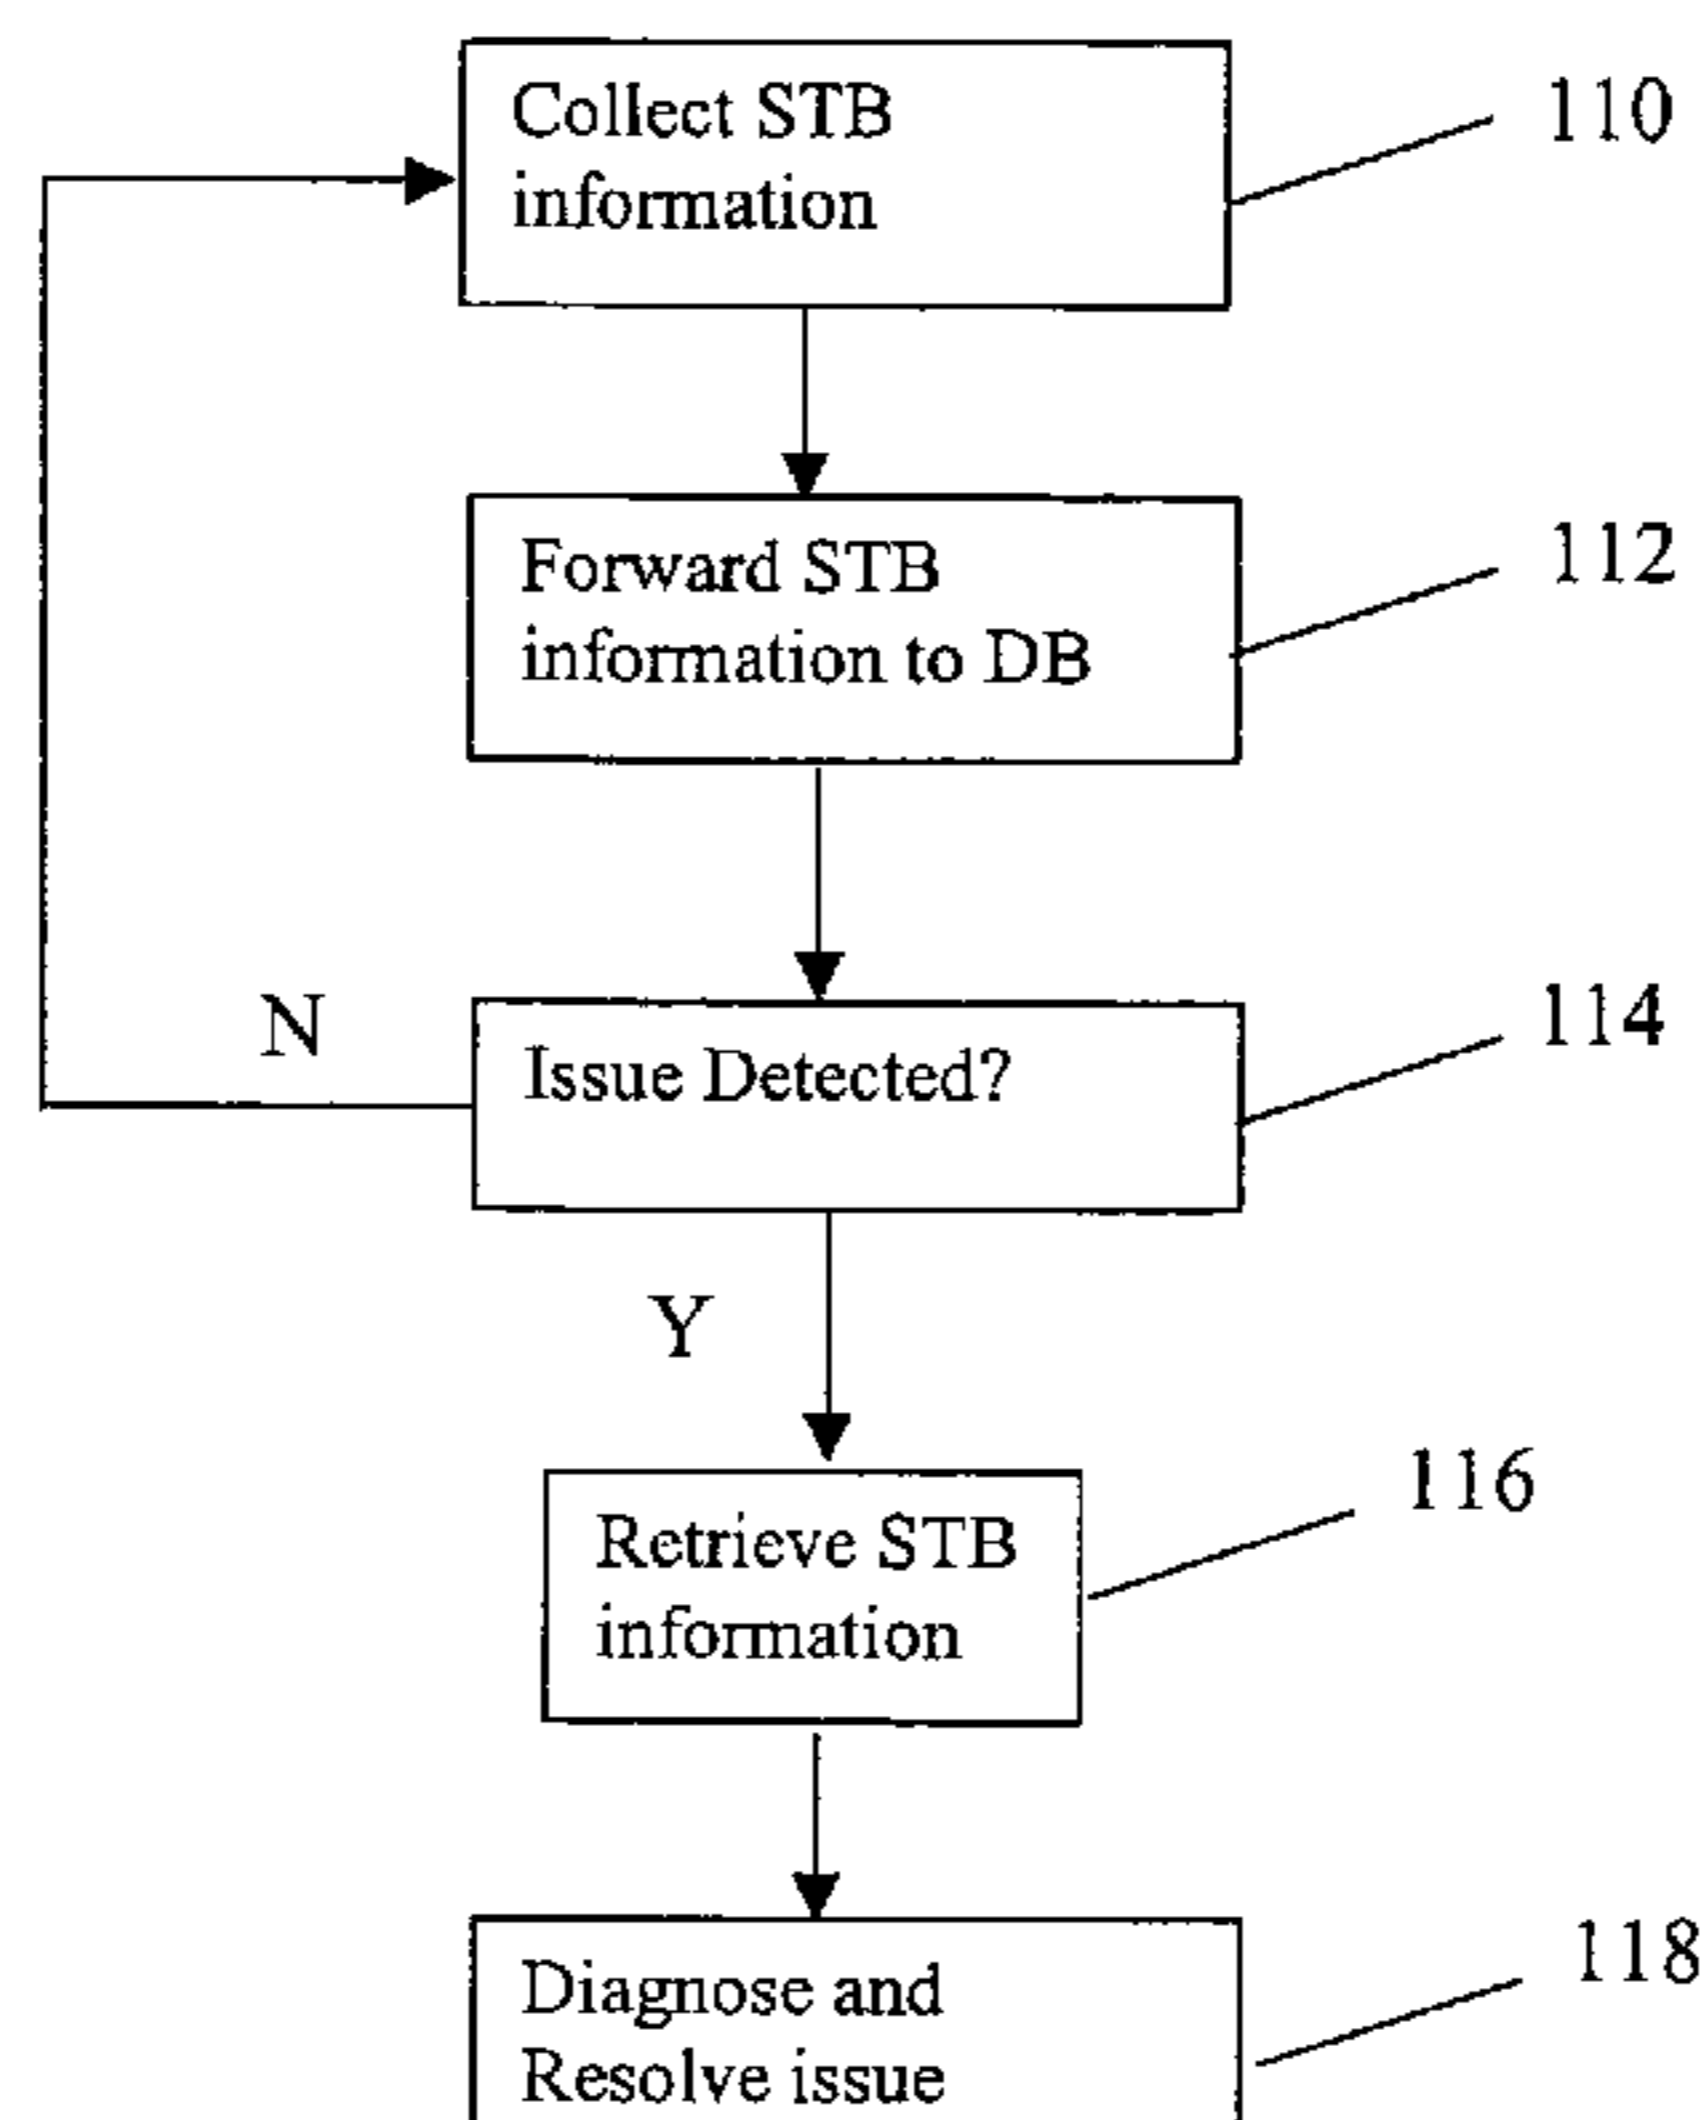 Collect STB
information
110
Forward STB
information to DB
112
N
Issue Detected?
114
Y
Retrieve STB
information
116
Diagnose and
Resolve issue
118